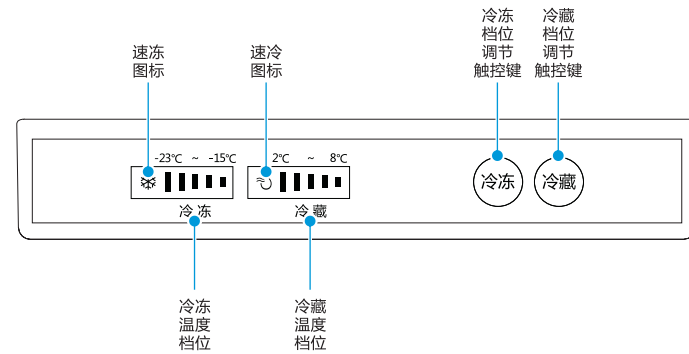 冷冻
档位
调节
触控键
冷藏
档位
调节
触控键
速冻
图标
速冷
图标
-23℃ ~ -15℃
2℃ ~ 8℃
冷冻
冷藏
冷冻
冷藏
冷冻
温度
档位
冷藏
温度
档位